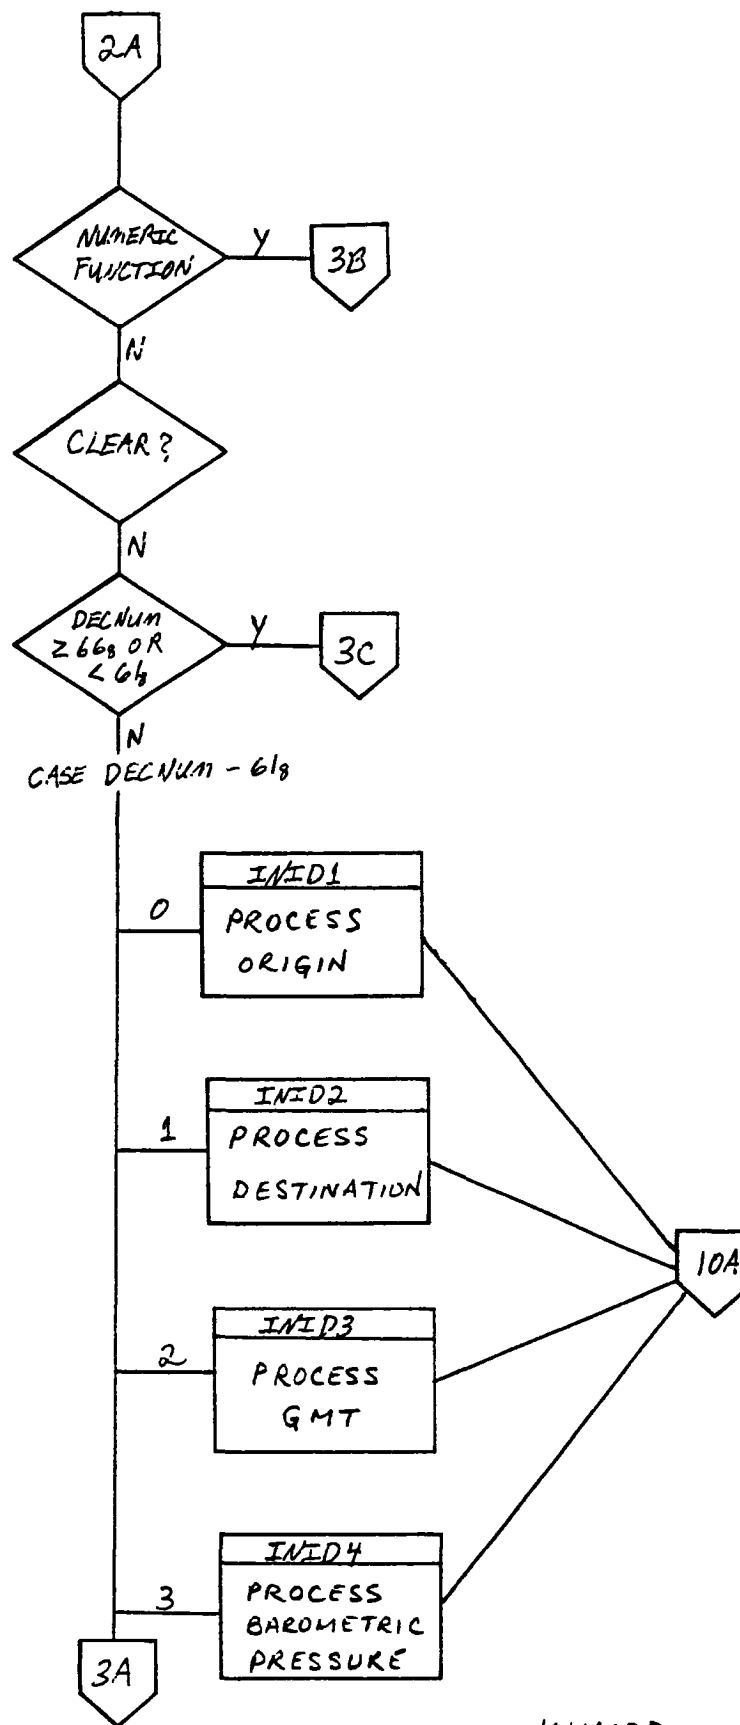 2A
NUMERIC
FUNCTION
Y
3B
N
CLEAR?
N
DECNUM
≥ 66₈ OR
< 61₈
Y
3C
N
CASE DECNUM - 61₈
0
INID1
PROCESS
ORIGIN
1
INID2
PROCESS
DESTINATION
10A
2
INID3
PROCESS
GMT
3
INID4
PROCESS
BAROMETRIC
PRESSURE
3A